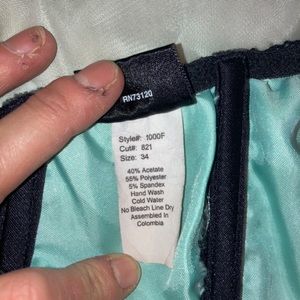 RN73120
Style#: 1000F
Cut#: 821
Size: 34
40% Acetate
55% Polyester
5% Spandex
Hand Wash
Cold Water
No Bleach Line Dry
Assembled In
Colombia